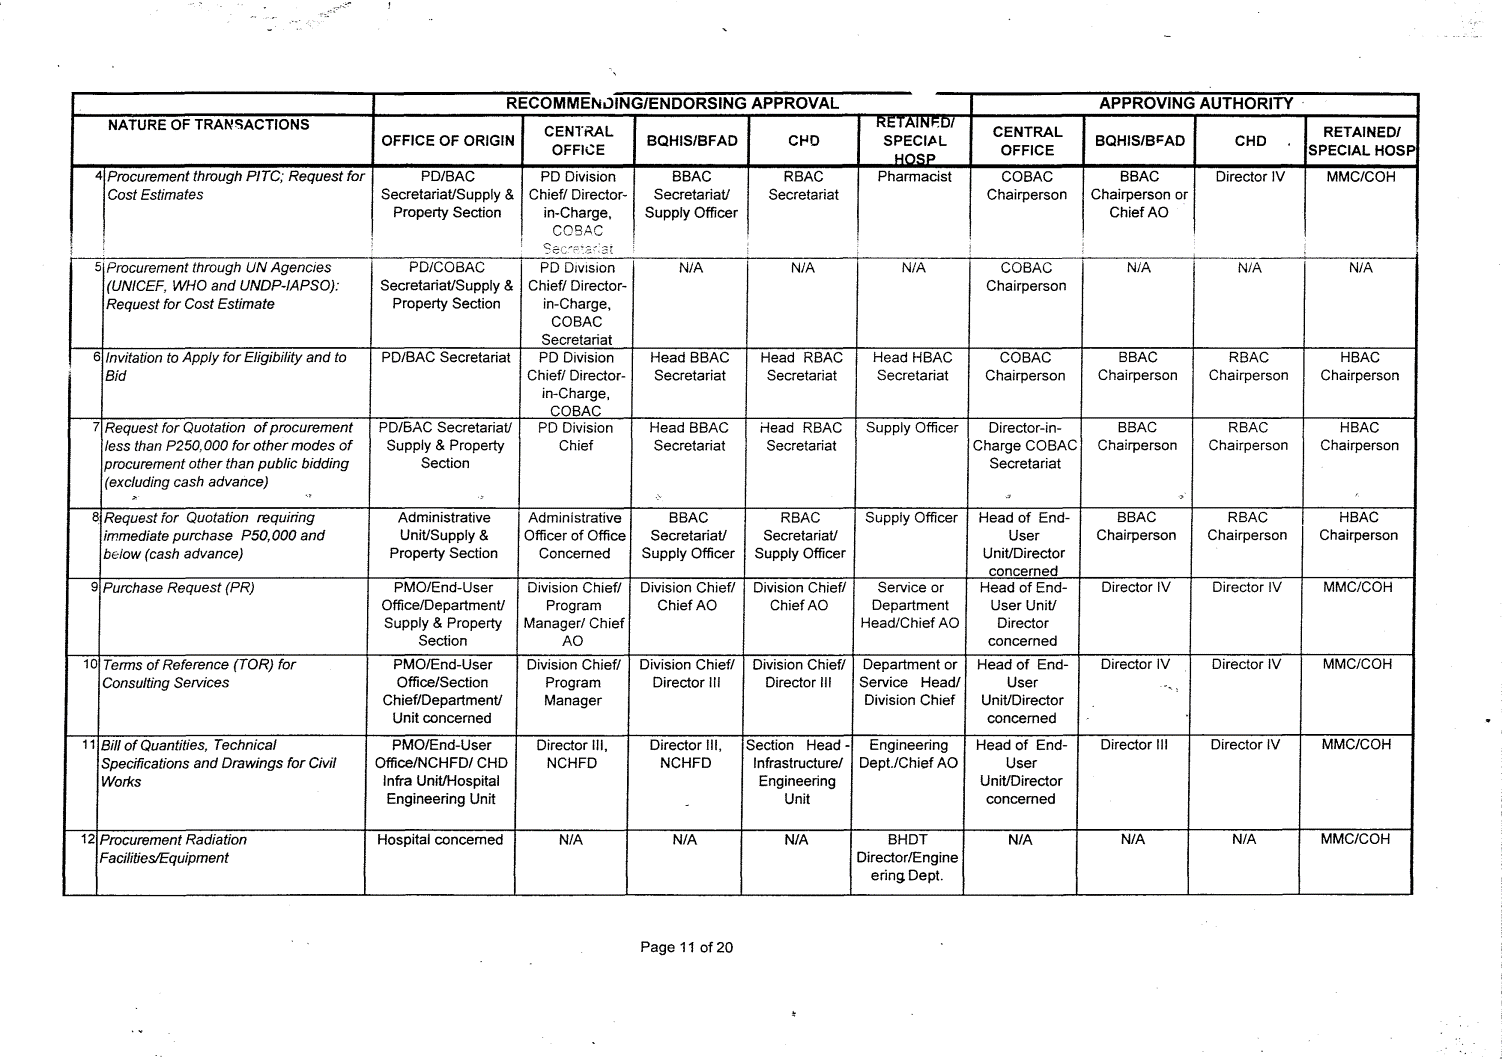 RECOMMENDING/ENDORSING APPROVAL
APPROVING AUTHORITY
NATURE OF TRANSACTIONS
OFFICE OF ORIGIN
CENTRAL
OFFICE
BQHIS/BFAD
CHD
RETAINED/
SPECIAL
HOSP
CENTRAL
OFFICE
BQHIS/BFAD
CHD
RETAINED/
SPECIAL HOSP
4 Procurement through PITC; Request for
Cost Estimates
PD/BAC
Secretariat/Supply &
Property Section
PD Division
Chief/ Director-
in-Charge,
COBAC
Secretariat
BBAC
Secretariat/
Supply Officer
RBAC
Secretariat
Pharmacist
COBAC
Chairperson
BBAC
Chairperson or
Chief AO
Director IV
MMC/COH
5 Procurement through UN Agencies
(UNICEF, WHO and UNDP-IAPSO):
Request for Cost Estimate
PD/COBAC
Secretariat/Supply &
Property Section
PD Division
Chief/ Director-
in-Charge,
COBAC
Secretariat
N/A
N/A
N/A
COBAC
Chairperson
N/A
N/A
N/A
6 Invitation to Apply for Eligibility and to
Bid
PD/BAC Secretariat
PD Division
Chief/ Director-
in-Charge,
COBAC
Head BBAC
Secretariat
Head RBAC
Secretariat
Head HBAC
Secretariat
COBAC
Chairperson
BBAC
Chairperson
RBAC
Chairperson
HBAC
Chairperson
7 Request for Quotation of procurement
less than P250,000 for other modes of
procurement other than public bidding
(excluding cash advance)
PD/BAC Secretariat/
Supply & Property
Section
PD Division
Chief
Head BBAC
Secretariat
Head RBAC
Secretariat
Supply Officer
Director-in-
Charge COBAC
Secretariat
BBAC
Chairperson
RBAC
Chairperson
HBAC
Chairperson
8 Request for Quotation requiring
immediate purchase P50,000 and
below (cash advance)
Administrative
Unit/Supply &
Property Section
Administrative
Officer of Office
Concerned
BBAC
Secretariat/
Supply Officer
RBAC
Secretariat/
Supply Officer
Supply Officer
Head of End-
User
Unit/Director
concerned
BBAC
Chairperson
RBAC
Chairperson
HBAC
Chairperson
9 Purchase Request (PR)
PMO/End-User
Office/Department/
Supply & Property
Section
Division Chief/
Program
Manager/ Chief
AO
Division Chief/
Chief AO
Division Chief/
Chief AO
Service or
Department
Head/Chief AO
Head of End-
User Unit/
Director
concerned
Director IV
Director IV
MMC/COH
10 Terms of Reference (TOR) for
Consulting Services
PMO/End-User
Office/Section
Chief/Department/
Unit concerned
Division Chief/
Program
Manager
Division Chief/
Director III
Division Chief/
Director III
Department or
Service Head/
Division Chief
Head of End-
User
Unit/Director
concerned
Director IV
Director IV
MMC/COH
11 Bill of Quantities, Technical
Specifications and Drawings for Civil
Works
PMO/End-User
Office/NCHFD/ CHD
Infra Unit/Hospital
Engineering Unit
Director III,
NCHFD
Director III,
NCHFD
Section Head -
Infrastructure/
Engineering
Unit
Engineering
Dept./Chief AO
Head of End-
User
Unit/Director
concerned
Director III
Director IV
MMC/COH
12 Procurement Radiation
Facilities/Equipment
Hospital concerned
N/A
N/A
N/A
BHDT
Director/Engine
ering Dept.
N/A
N/A
N/A
MMC/COH
Page 11 of 20